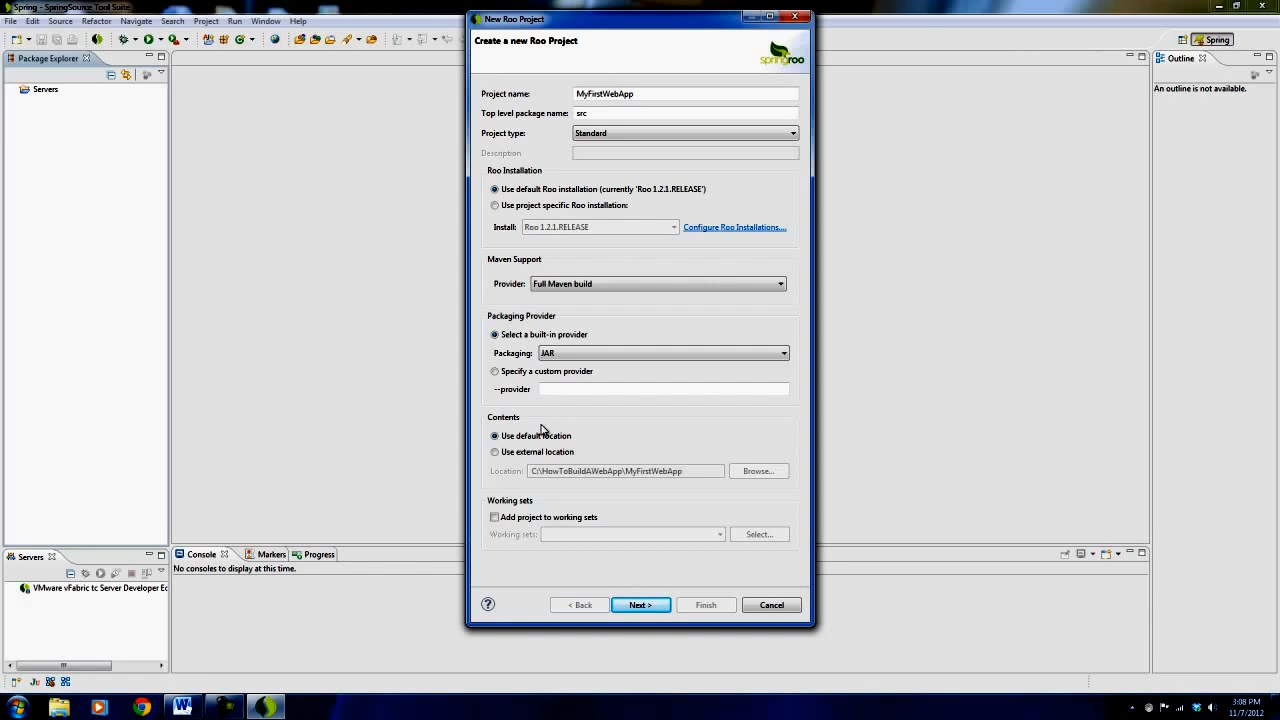 Spring - SpringSource Tool Suite
File Edit Source Refactor Navigate Search Project Run Window Help
Spring
Package Explorer
Servers
Outline
An outline is not available.
New Roo Project
Create a new Roo Project
springroo
Project name: MyFirstWebApp
Top level package name: src
Project type: Standard
Description
Roo Installation
Use default Roo installation (currently 'Roo 1.2.1.RELEASE')
Use project specific Roo installation:
Install: Roo 1.2.1.RELEASE Configure Roo Installations....
Maven Support
Provider: Full Maven build
Packaging Provider
Select a built-in provider
Packaging: JAR
Specify a custom provider
--provider
Contents
Use default location
Use external location
Location: C:\HowToBuildAWebApp\MyFirstWebApp Browse...
Working sets
Add project to working sets
Working sets: Select...
< Back Next > Finish Cancel
Servers
VMware vFabric tc Server Developer Ec
Console Markers Progress
No consoles to display at this time.
Ju
3:08 PM
11/7/2012